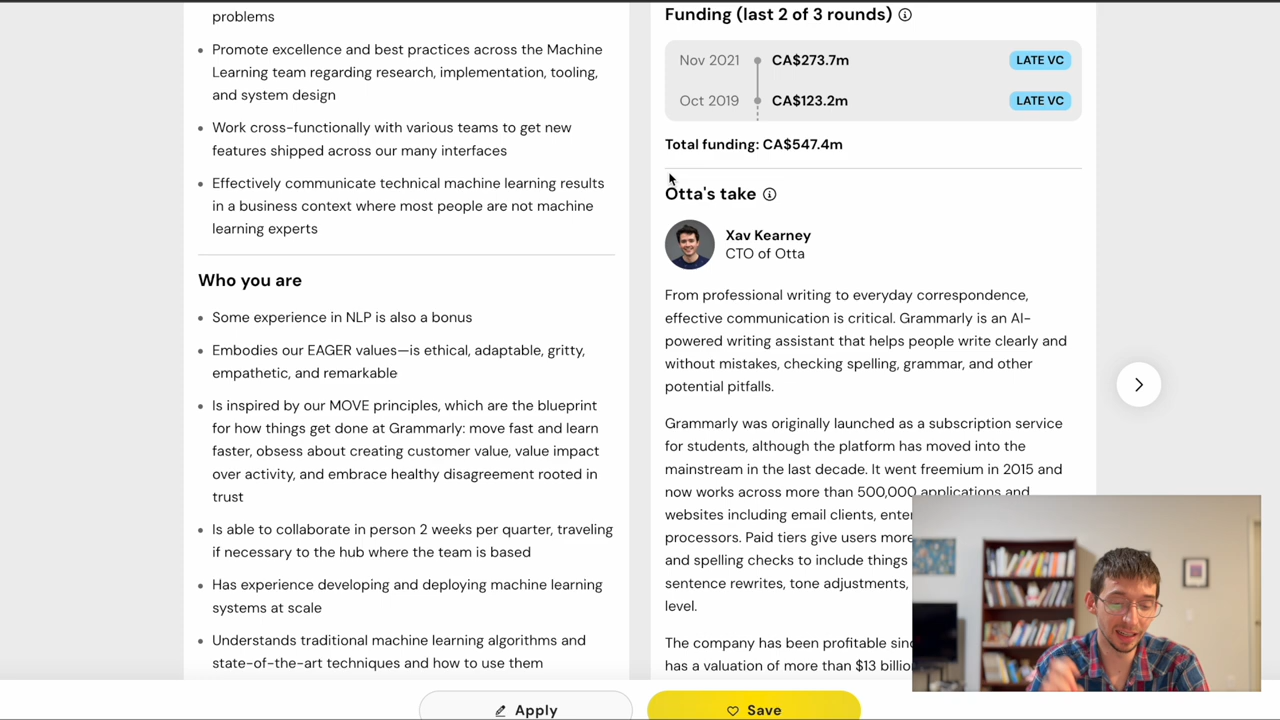 problems
Promote excellence and best practices across the Machine
Learning team regarding research, implementation, tooling,
and system design
Work cross-functionally with various teams to get new
features shipped across our many interfaces
Effectively communicate technical machine learning results
in a business context where most people are not machine
learning experts
Who you are
Some experience in NLP is also a bonus
Embodies our EAGER values—is ethical, adaptable, gritty,
empathetic, and remarkable
Is inspired by our MOVE principles, which are the blueprint
for how things get done at Grammarly: move fast and learn
faster, obsess about creating customer value, value impact
over activity, and embrace healthy disagreement rooted in
trust
Is able to collaborate in person 2 weeks per quarter, traveling
if necessary to the hub where the team is based
Has experience developing and deploying machine learning
systems at scale
Understands traditional machine learning algorithms and
state-of-the-art techniques and how to use them
Funding (last 2 of 3 rounds)
Nov 2021 CA$273.7m LATE VC
Oct 2019 CA$123.2m LATE VC
Total funding: CA$547.4m
Otta's take
Xav Kearney
CTO of Otta
From professional writing to everyday correspondence,
effective communication is critical. Grammarly is an AI-
powered writing assistant that helps people write clearly and
without mistakes, checking spelling, grammar, and other
potential pitfalls.
Grammarly was originally launched as a subscription service
for students, although the platform has moved into the
mainstream in the last decade. It went freemium in 2015 and
now works across more than 500,000 applications and
websites including email clients,
processors. Paid tiers give users more
and spelling checks to include things
sentence rewrites, tone adjustments,
level.
The company has been profitable
has a valuation of more than $13
Apply
Save